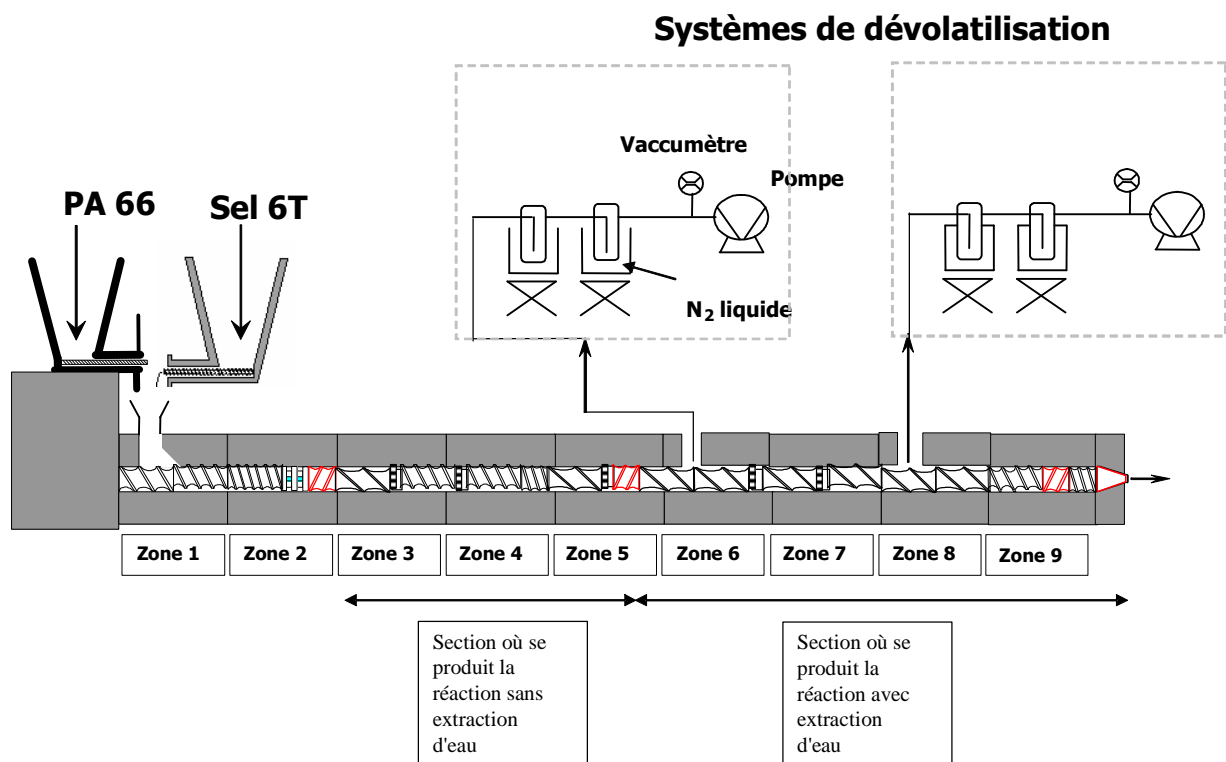 Systèmes de dévolatilisation
Vaccumètre
Pompe
PA 66
Sel 6T
N₂ liquide
Zone 1
Zone 2
Zone 3
Zone 4
Zone 5
Zone 6
Zone 7
Zone 8
Zone 9
Section où se
produit la
réaction sans
extraction
d'eau
Section où se
produit la
réaction avec
extraction
d'eau